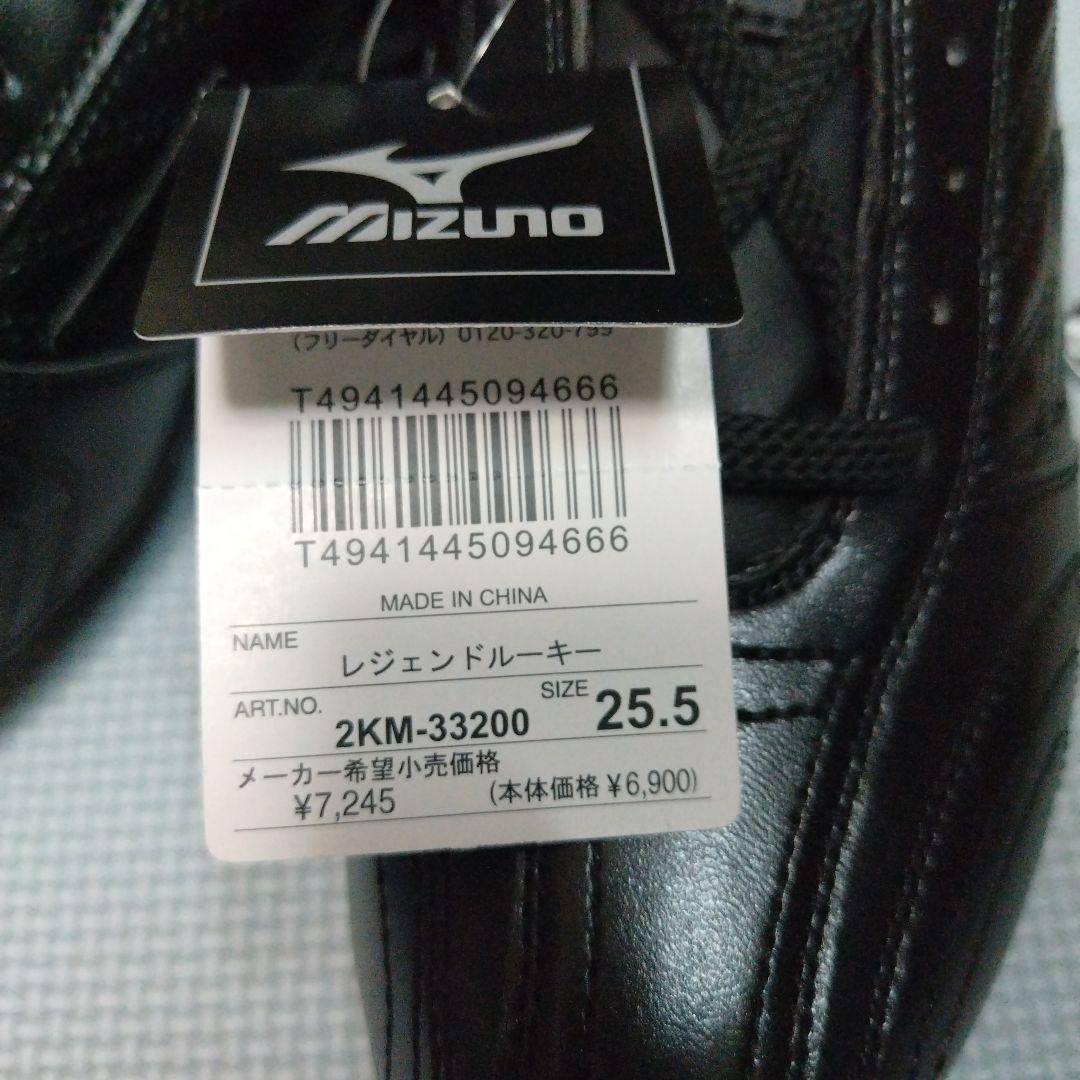 MIZUNO
(フリーダイヤル) 0120-320-799
T4941445094666
T4941445094666
MADE IN CHINA
NAME
レジェンドルーキー
ART.NO. 2KM-33200 SIZE 25.5
メーカー希望小売価格
¥7,245 (本体価格 ¥6,900)